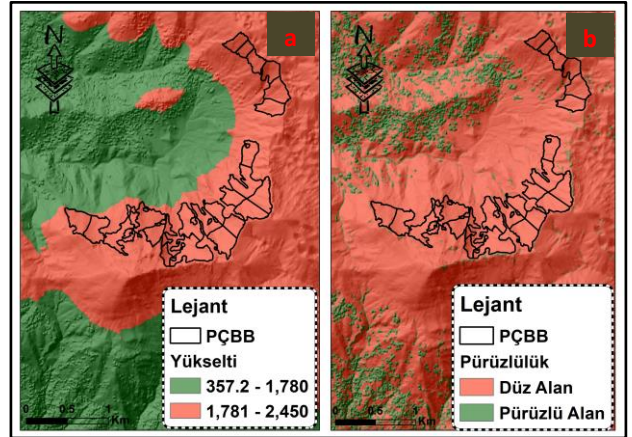 N
a
Lejant
PÇBB
Yükselti
357.2 - 1,780
1,781 - 2,450
0 0.5 1
Km
N
b
Lejant
PÇBB
Pürüzlülük
Düz Alan
Pürüzlü Alan
0 0.5 1
Km